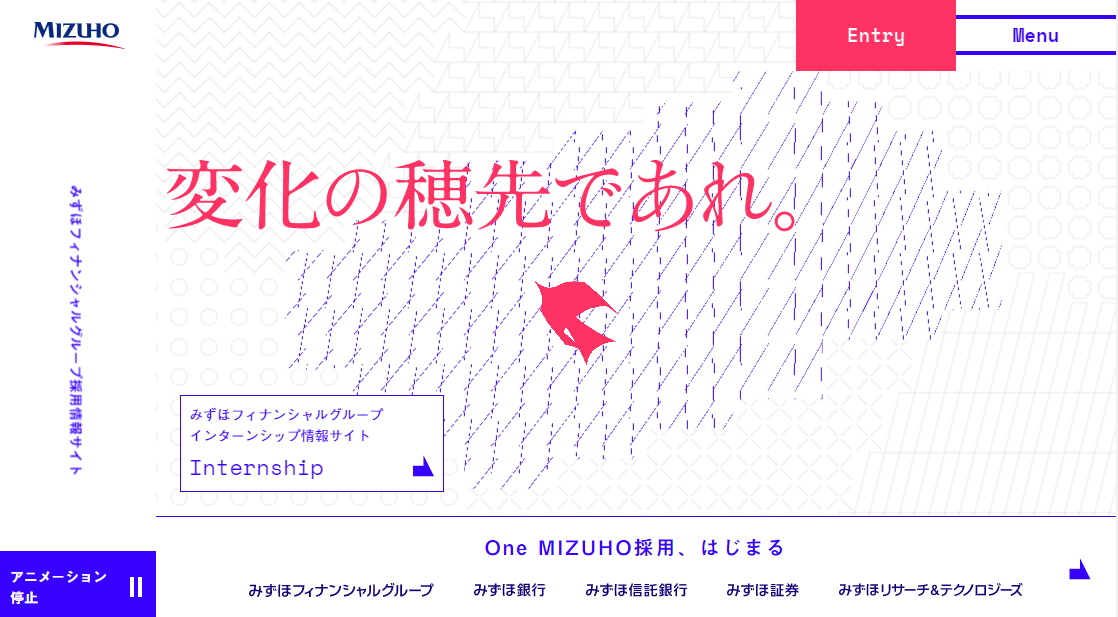 MIZUHO
Entry
Menu
みずほフィナンシャルグループ採用情報サイト
変化の穂先であれ。
みずほフィナンシャルグループ
インターンシップ情報サイト
Internship
アニメーション
停止
One MIZUHO採用、はじまる
みずほフィナンシャルグループ
みずほ銀行
みずほ信託銀行
みずほ証券
みずほリサーチ&テクノロジーズ